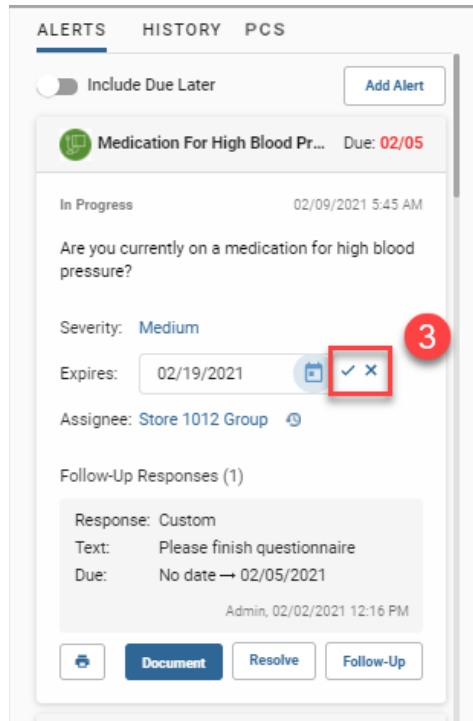 ALERTS HISTORY PCS
Include Due Later Add Alert
Medication For High Blood Pr... Due: 02/05
In Progress 02/09/2021 5:45 AM
Are you currently on a medication for high blood
pressure?
Severity: Medium
3
Expires: 02/19/2021
Assignee: Store 1012 Group
Follow-Up Responses (1)
Response: Custom
Text: Please finish questionnaire
Due: No date → 02/05/2021
Admin, 02/02/2021 12:16 PM
Document Resolve Follow-Up